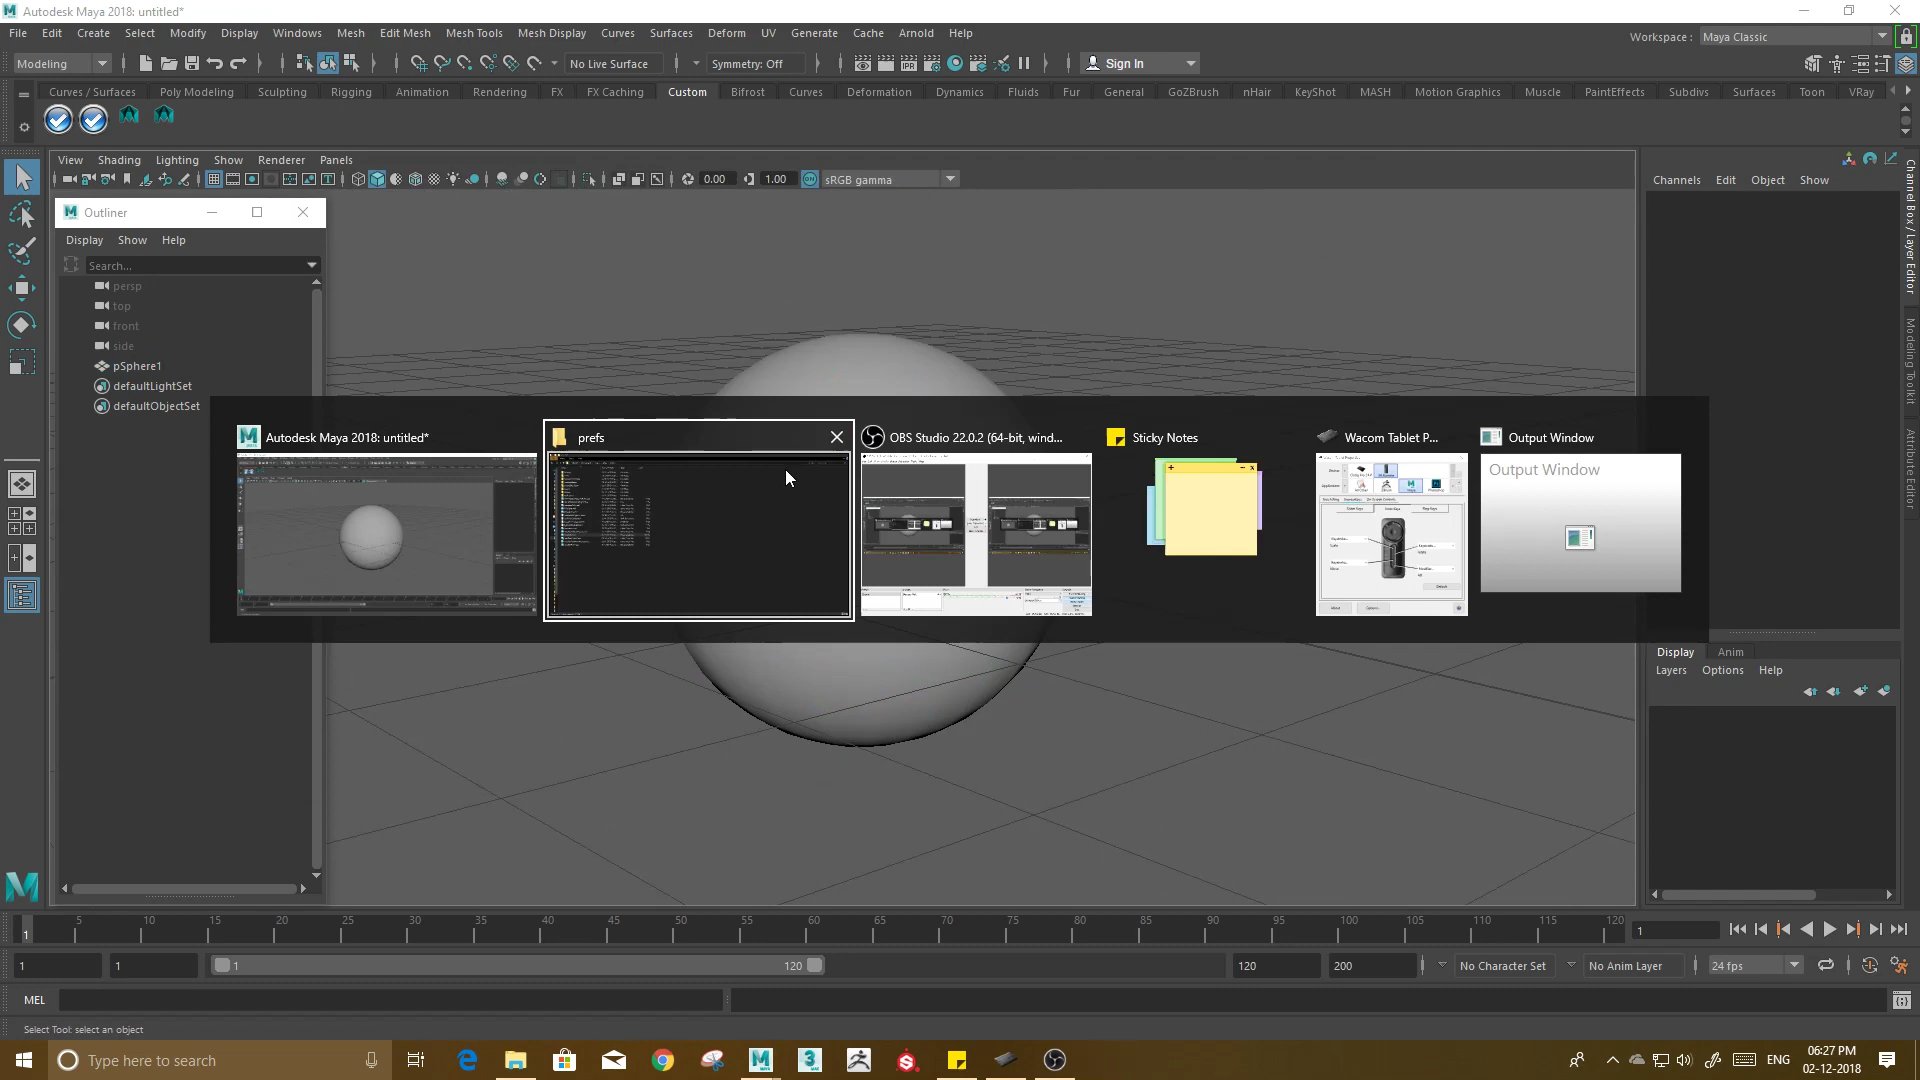 Autodesk Maya 2018: untitled*
File Edit Create Select Modify Display Windows Mesh Edit Mesh Mesh Tools Mesh Display Curves Surfaces Deform UV Generate Cache Arnold Help
Workspace : Maya Classic
Modeling No Live Surface Symmetry: Off Sign In
Curves / Surfaces Poly Modeling Sculpting Rigging Animation Rendering FX FX Caching Custom Bifrost Curves Deformation Dynamics Fluids Fur General GoZBrush nHair KeyShot MASH Motion Graphics Muscle PaintEffects Subdivs Surfaces Toon VRay
View Shading Lighting Show Renderer Panels
0.00 1.00 sRGB gamma
Channels Edit Object Show
Channel Box / Layer Editor
Modeling Toolkit
Attribute Editor
Outliner
Display Show Help
Search...
persp
top
front
side
pSphere1
defaultLightSet
defaultObjectSet
Autodesk Maya 2018: untitled*
prefs
OBS Studio 22.0.2 (64-bit, wind...
Sticky Notes
Wacom Tablet P...
Output Window
Output Window
Display Anim
Layers Options Help
5 10 15 20 25 30 35 40 45 50 55 60 65 70 75 80 85 90 95 100 105 110 115 120
1 1
1 1 1 120 120 200 No Character Set No Anim Layer 24 fps
MEL
Select Tool: select an object
Type here to search
ENG
06:27 PM
02-12-2018